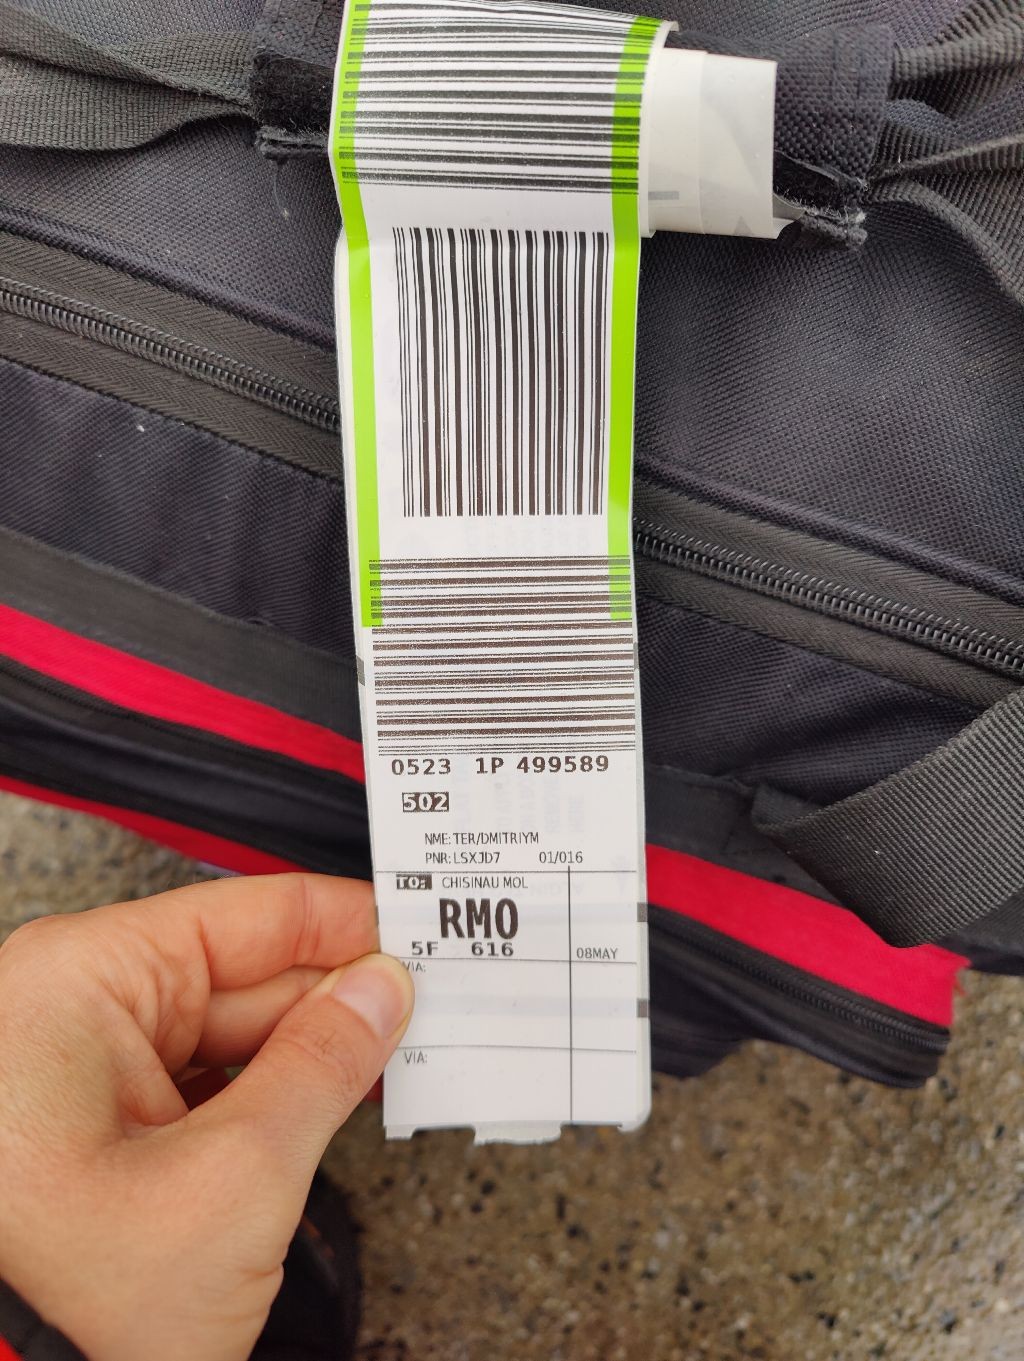 0523 1P 499589
502
NME: TER/DMITRIYM
PNR: LSXJD7 01/016
TO: CHISINAU MOL
RMO
5F 616 08MAY
VIA:
VIA: